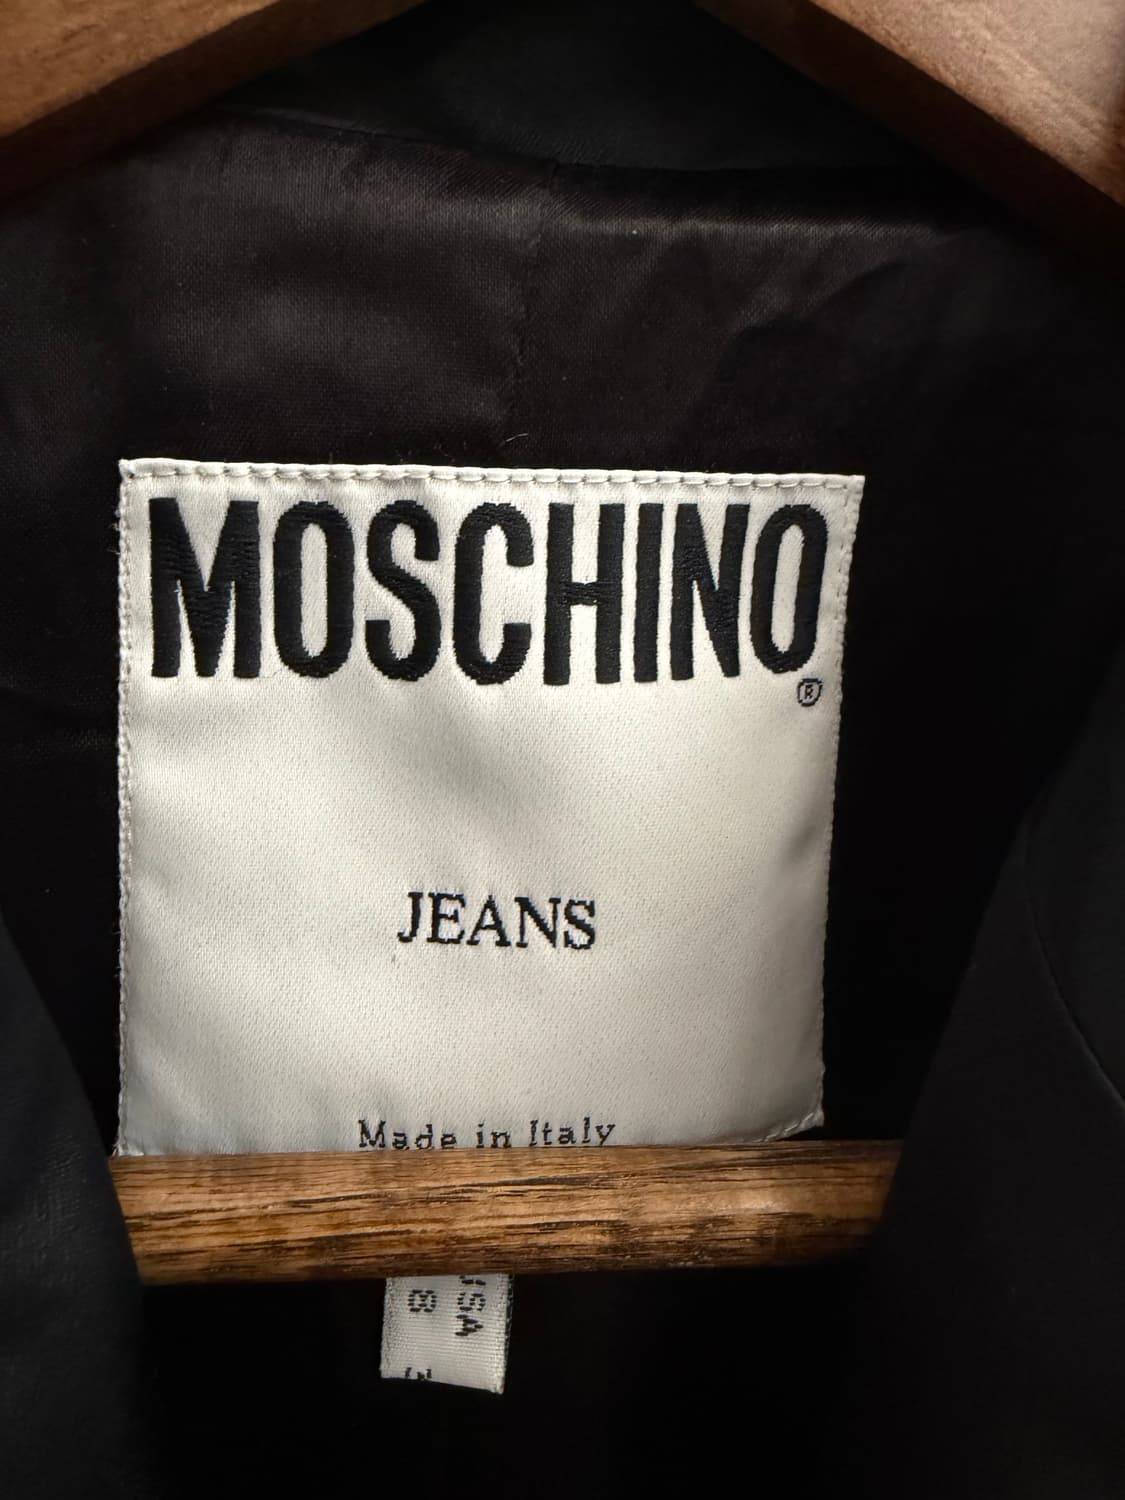 MOSCHINO
®
JEANS
Made in Italy
USA
8